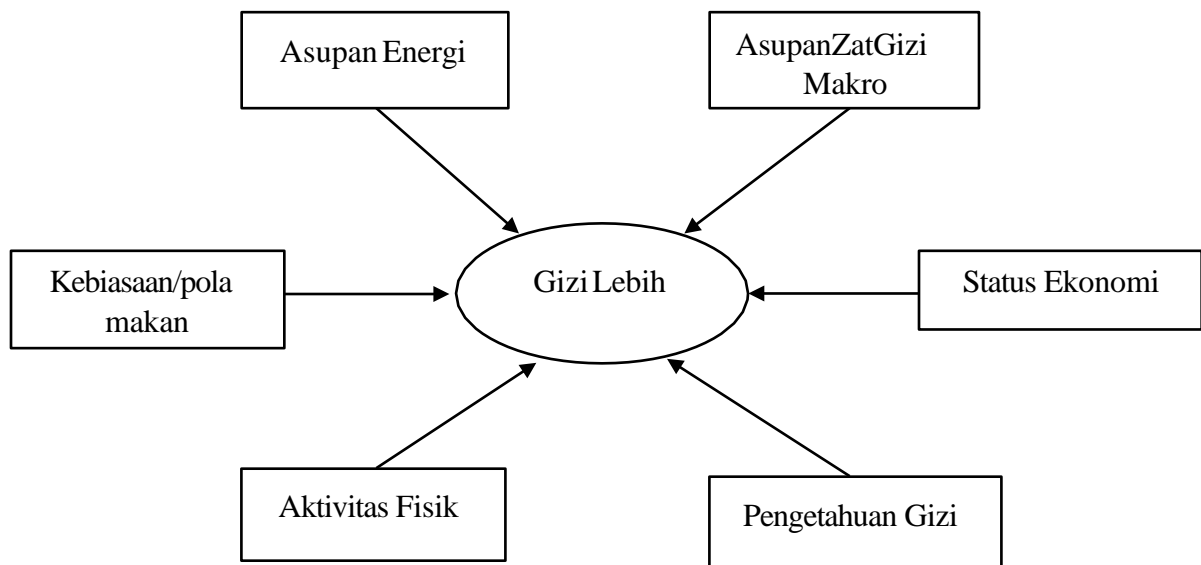 Asupan Energi
AsupanZatGizi
Makro
Kebiasaan/pola
makan
Gizi Lebih
Status Ekonomi
Aktivitas Fisik
Pengetahuan Gizi